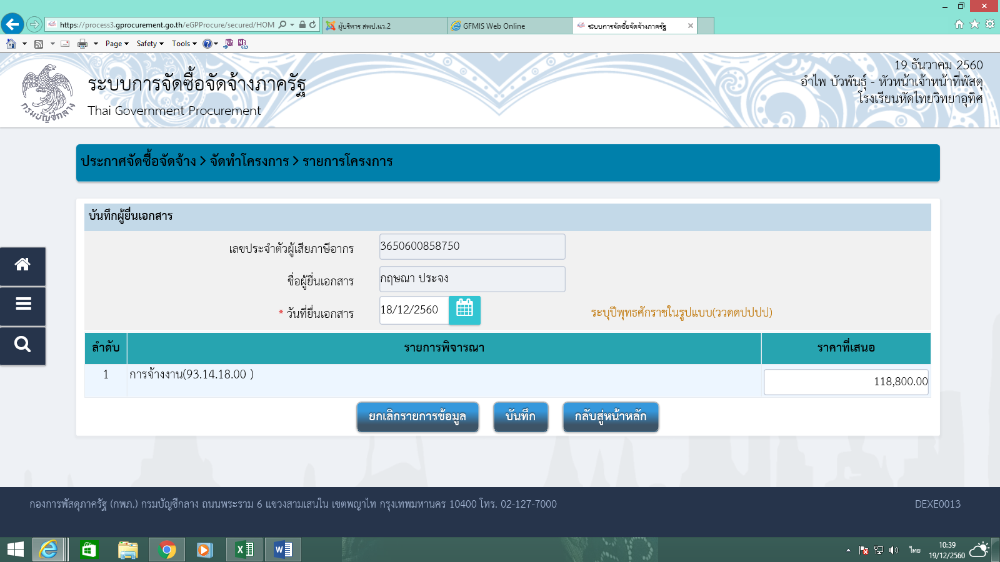 https://process3.gprocurement.go.th/eGPProcure/secured/HOM
ผู้บริหาร สพป.นว.2
GFMIS Web Online
ระบบการจัดซื้อจัดจ้างภาครัฐ
Page
Safety
Tools
19 ธันวาคม 2560
อำไพ บัวพันธุ์ - หัวหน้าเจ้าหน้าที่พัสดุ
โรงเรียนหัดไทยวิทยาอุทิศ
ระบบการจัดซื้อจัดจ้างภาครัฐ
Thai Government Procurement
กรมบัญชีกลาง
ประกาศจัดซื้อจัดจ้าง > จัดทำโครงการ > รายการโครงการ
บันทึกผู้ยื่นเอกสาร
เลขประจำตัวผู้เสียภาษีอากร 3650600858750
ชื่อผู้ยื่นเอกสาร กฤษณา ประจง
* วันที่ยื่นเอกสาร 18/12/2560 ระบุปีพุทธศักราชในรูปแบบ(ววดดปปปป)
ลำดับ รายการพิจารณา ราคาที่เสนอ
1 การจ้างงาน(93.14.18.00 ) 118,800.00
ยกเลิกรายการข้อมูล บันทึก กลับสู่หน้าหลัก
กองการพัสดุภาครัฐ (กพภ.) กรมบัญชีกลาง ถนนพระราม 6 แขวงสามเสนใน เขตพญาไท กรุงเทพมหานคร 10400 โทร. 02-127-7000 DEXE0013
ไทย
10:39
19/12/2560